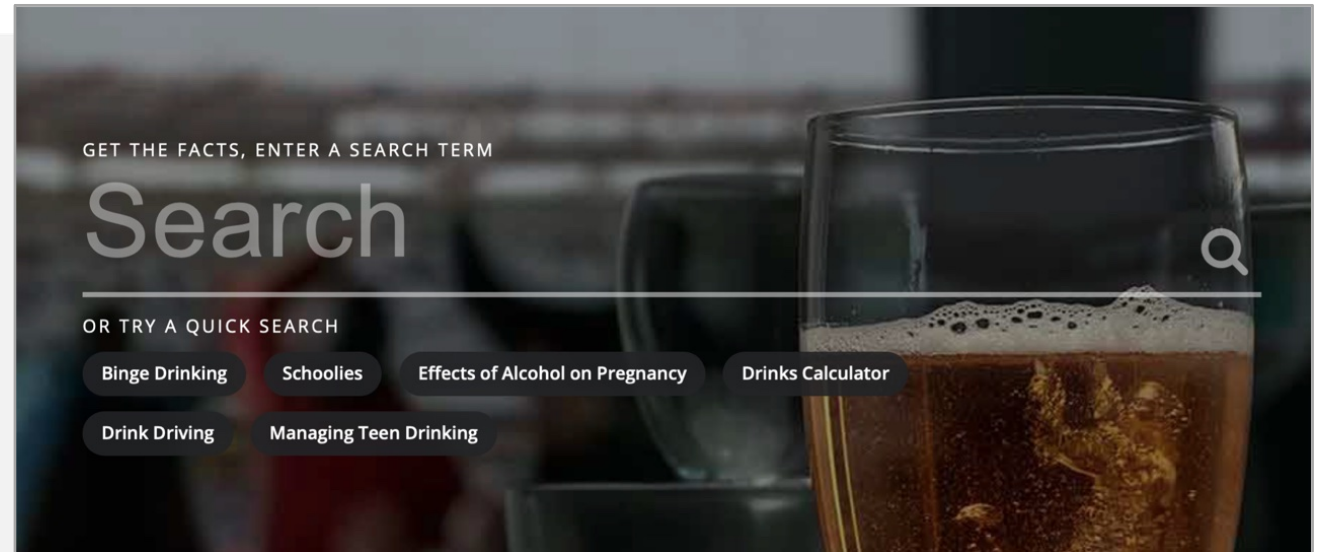 GET THE FACTS, ENTER A SEARCH TERM
Search
OR TRY A QUICK SEARCH
Binge Drinking Schoolies Effects of Alcohol on Pregnancy Drinks Calculator
Drink Driving Managing Teen Drinking